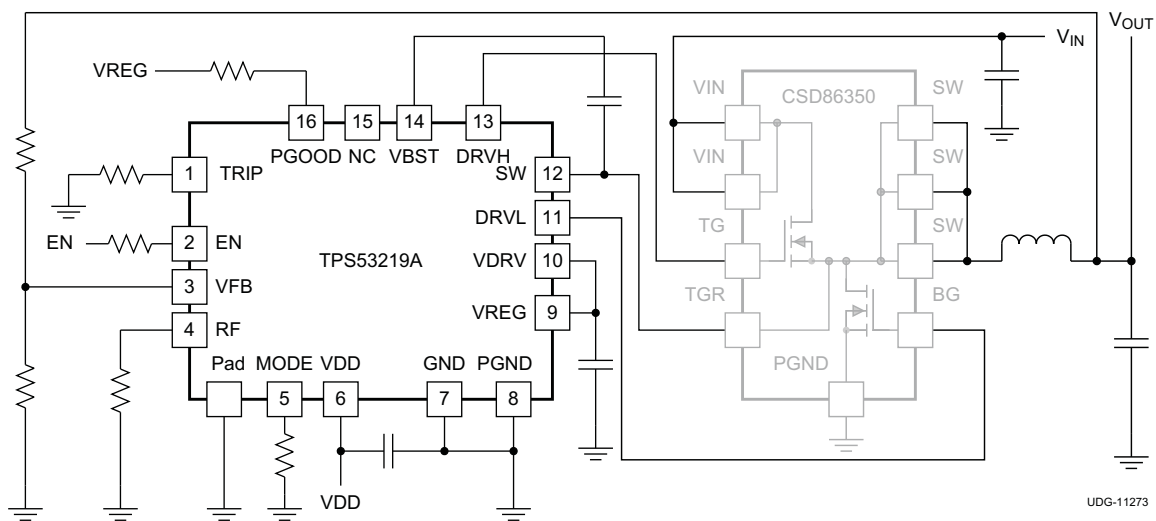 V_OUT
V_IN
VREG
VIN
CSD86350
SW
16
15
14
13
PGOOD
NC
VBST
DRVH
VIN
SW
1
TRIP
SW
12
TG
SW
DRVL
11
EN
2
EN
TPS53219A
VDRV
10
3
VFB
TGR
BG
VREG
9
4
RF
Pad
MODE
VDD
GND
PGND
PGND
5
6
7
8
VDD
UDG-11273